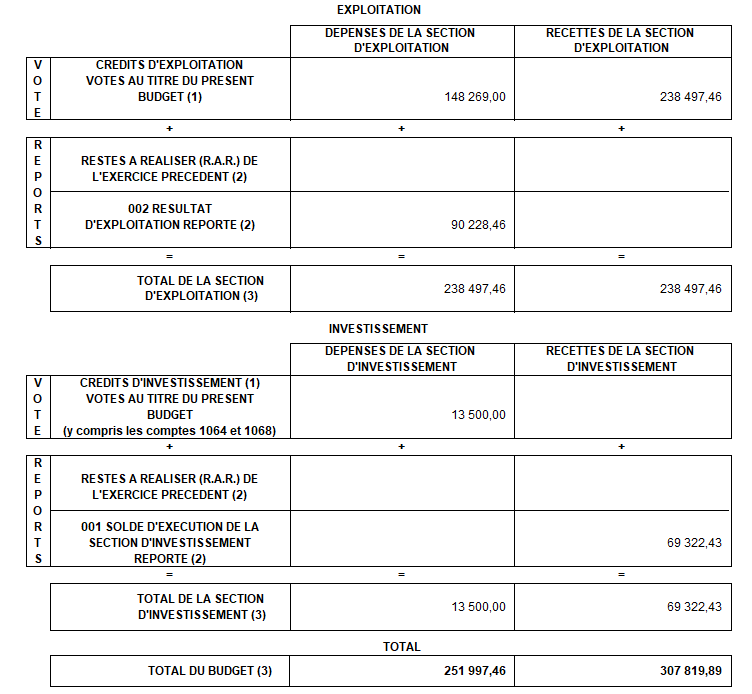 EXPLOITATION
DEPENSES DE LA SECTION
D'EXPLOITATION
RECETTES DE LA SECTION
D'EXPLOITATION
V
O
T
E
CREDITS D'EXPLOITATION
VOTES AU TITRE DU PRESENT
BUDGET (1)
148 269,00
238 497,46
+ + +
R
E
P
O
R
T
S
RESTES A REALISER (R.A.R.) DE
L'EXERCICE PRECEDENT (2)
002 RESULTAT
D'EXPLOITATION REPORTE (2)
90 228,46
= = =
TOTAL DE LA SECTION
D'EXPLOITATION (3)
238 497,46
238 497,46
INVESTISSEMENT
DEPENSES DE LA SECTION
D'INVESTISSEMENT
RECETTES DE LA SECTION
D'INVESTISSEMENT
V
O
T
E
CREDITS D'INVESTISSEMENT (1)
VOTES AU TITRE DU PRESENT
BUDGET
(y compris les comptes 1064 et 1068)
13 500,00
+ + +
R
E
P
O
R
T
S
RESTES A REALISER (R.A.R.) DE
L'EXERCICE PRECEDENT (2)
001 SOLDE D'EXECUTION DE LA
SECTION D'INVESTISSEMENT
REPORTE (2)
69 322,43
= = =
TOTAL DE LA SECTION
D'INVESTISSEMENT (3)
13 500,00
69 322,43
TOTAL
TOTAL DU BUDGET (3)
251 997,46
307 819,89